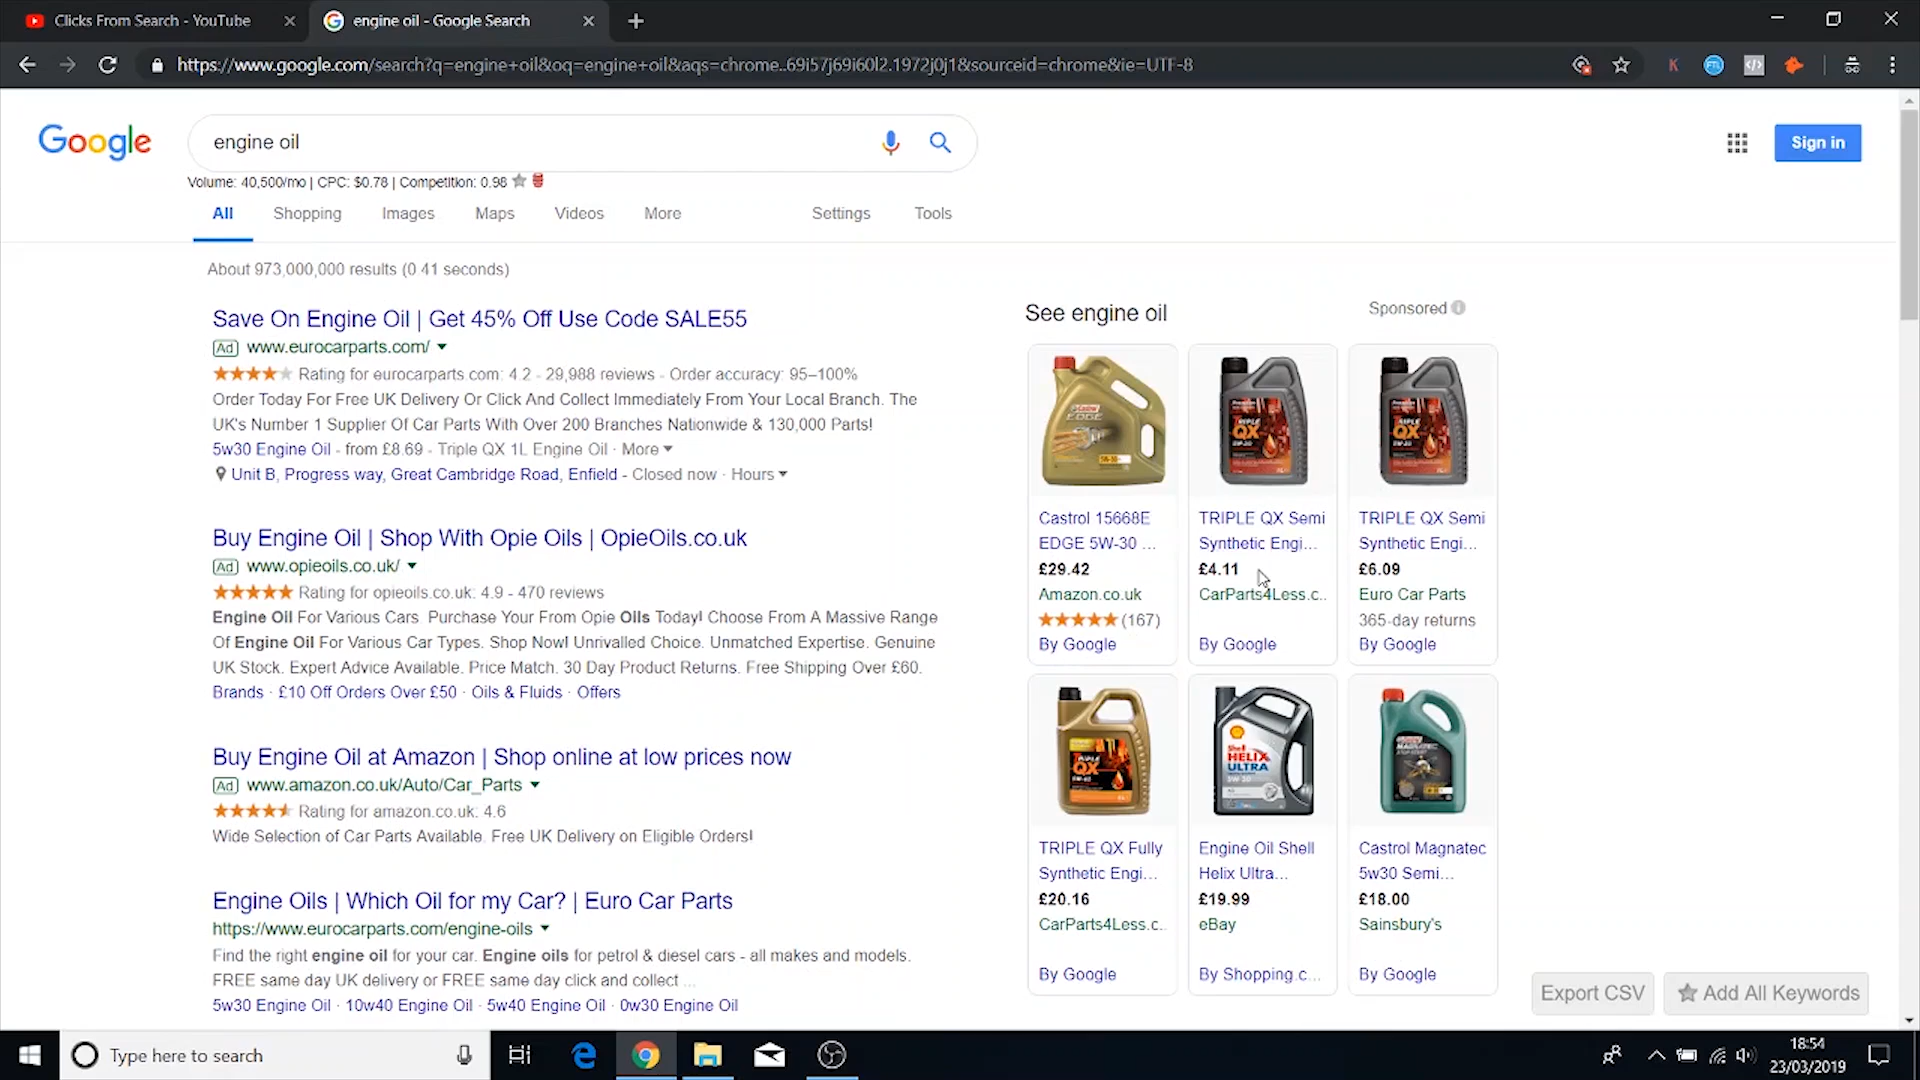 Clicks From Search - YouTube
engine oil - Google Search
https://www.google.com/search?q=engine+oil&oq=engine+oil&aqs=chrome..69i57j69i60l2.1972j0j1&sourceid=chrome&ie=UTF-8
Google
engine oil
Sign in
Volume: 40,500/mo | CPC: $0.78 | Competition: 0.98
All Shopping Images Maps Videos More Settings Tools
About 973,000,000 results (0 41 seconds)
Save On Engine Oil | Get 45% Off Use Code SALE55
Ad www.eurocarparts.com/
Rating for eurocarparts.com: 4.2 - 29,988 reviews - Order accuracy: 95–100%
Order Today For Free UK Delivery Or Click And Collect Immediately From Your Local Branch. The
UK's Number 1 Supplier Of Car Parts With Over 200 Branches Nationwide & 130,000 Parts!
5w30 Engine Oil - from £8.69 - Triple QX 1L Engine Oil · More
Unit B, Progress way, Great Cambridge Road, Enfield - Closed now · Hours
Buy Engine Oil | Shop With Opie Oils | OpieOils.co.uk
Ad www.opieoils.co.uk/
Rating for opieoils.co.uk: 4.9 - 470 reviews
Engine Oil For Various Cars Purchase Your From Opie Oils Today! Choose From A Massive Range
Of Engine Oil For Various Car Types. Shop Now! Unrivalled Choice. Unmatched Expertise. Genuine
UK Stock. Expert Advice Available. Price Match. 30 Day Product Returns. Free Shipping Over £60.
Brands · £10 Off Orders Over £50 · Oils & Fluids · Offers
Buy Engine Oil at Amazon | Shop online at low prices now
Ad www.amazon.co.uk/Auto/Car_Parts
Rating for amazon.co.uk: 4.6
Wide Selection of Car Parts Available. Free UK Delivery on Eligible Orders!
Engine Oils | Which Oil for my Car? | Euro Car Parts
https://www.eurocarparts.com/engine-oils
Find the right engine oil for your car. Engine oils for petrol & diesel cars - all makes and models.
FREE same day UK delivery or FREE same day click and collect ...
5w30 Engine Oil · 10w40 Engine Oil · 5w40 Engine Oil · 0w30 Engine Oil
See engine oil
Sponsored
EDGE
TRIPLE
QX
TRIPLE
QX
Castrol 15668E
EDGE 5W-30 ...
£29.42
Amazon.co.uk
(167)
By Google
TRIPLE QX Semi
Synthetic Engi...
£4.11
CarParts4Less.c..
By Google
TRIPLE QX Semi
Synthetic Engi...
£6.09
Euro Car Parts
365-day returns
By Google
QX
Shell
HELIX
ULTRA
MAGNATEC
TRIPLE QX Fully
Synthetic Engi...
£20.16
CarParts4Less.c..
By Google
Engine Oil Shell
Helix Ultra...
£19.99
eBay
By Shopping.c...
Castrol Magnatec
5w30 Semi...
£18.00
Sainsbury's
By Google
Export CSV
Add All Keywords
Type here to search
18:54
23/03/2019